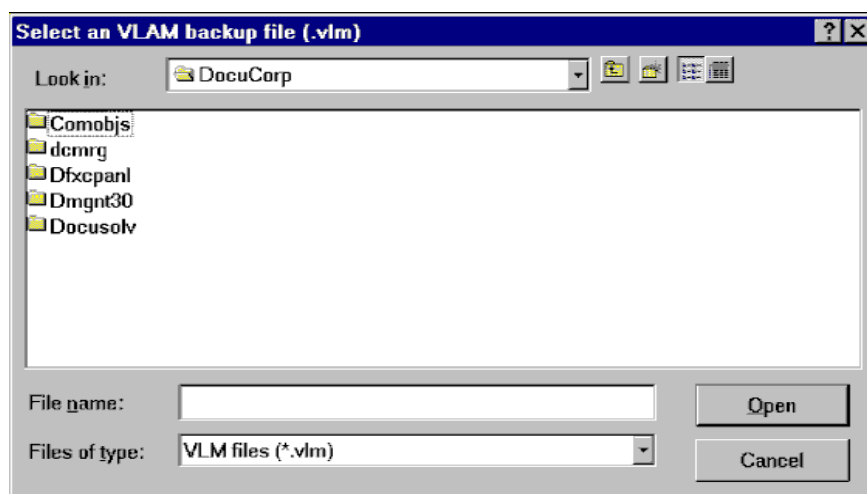 Select an VLAM backup file (.vlm)
Look in: DocuCorp
Comobjs
dcmrg
Dfxcpanl
Dmgnt30
Docusolv
File name: Open
Files of type: VLM files (*.vlm) Cancel